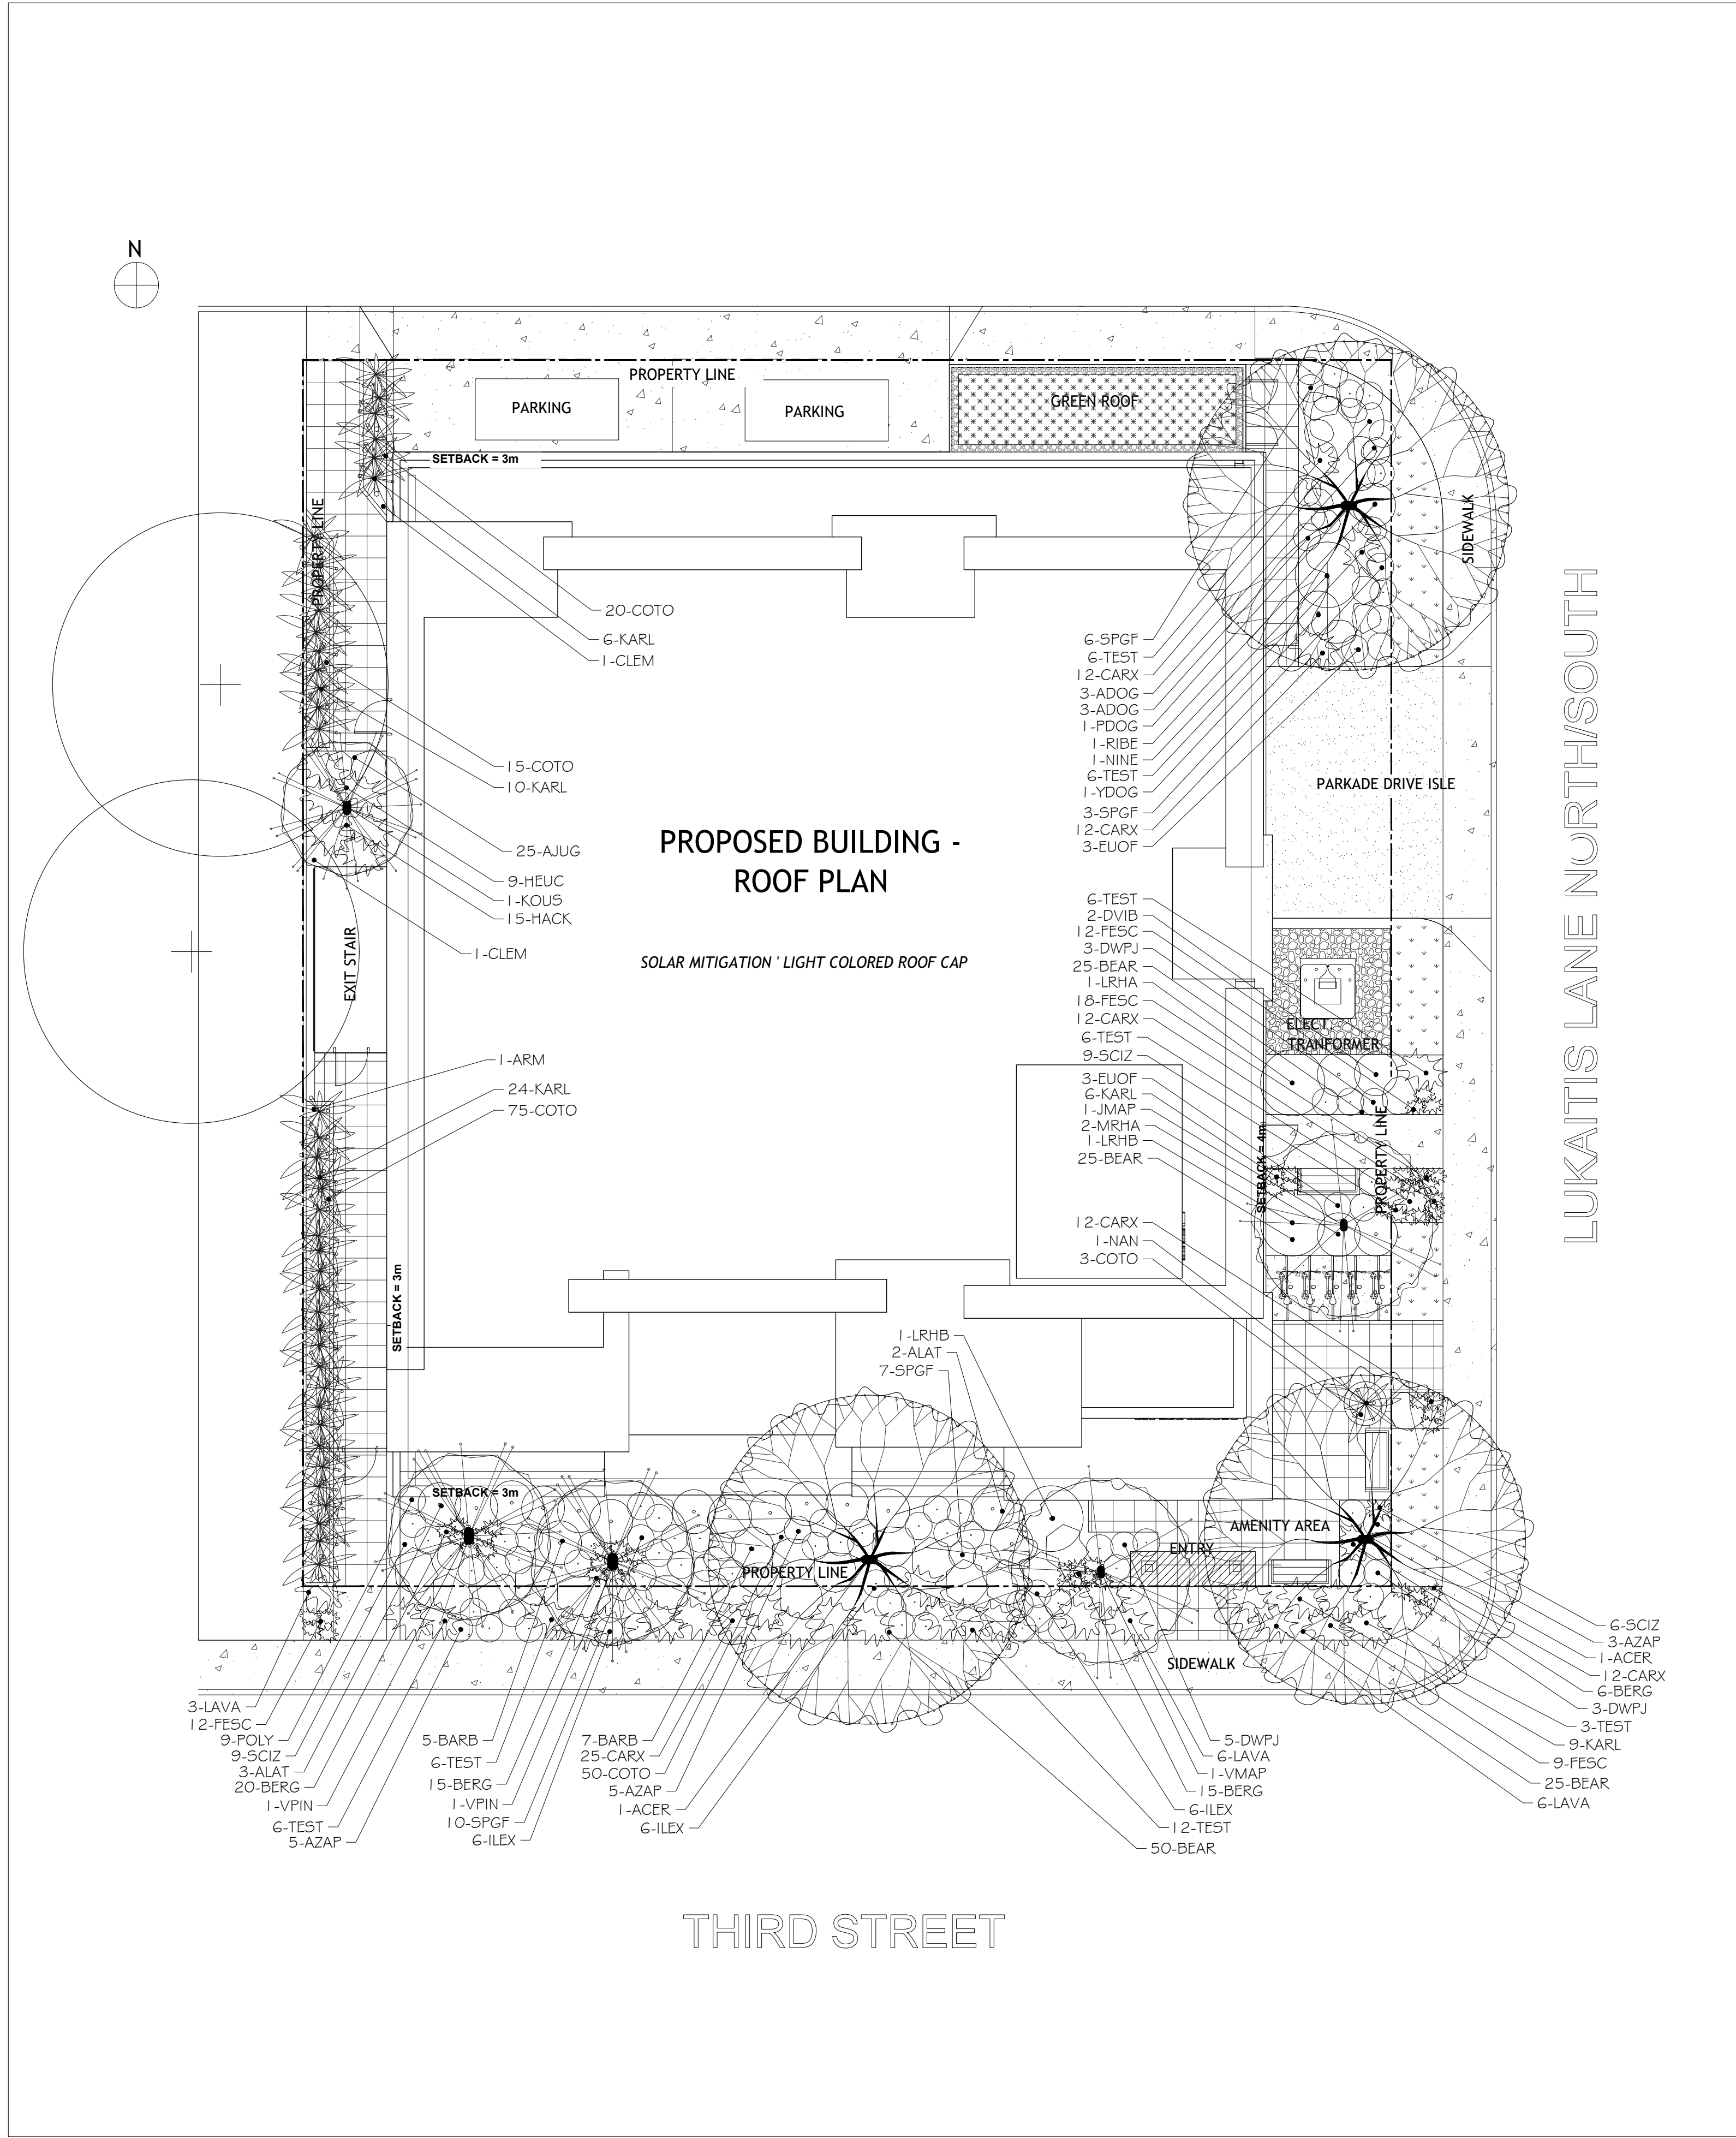 N
PROPERTY LINE
PARKING
PARKING
GREEN ROOF
SETBACK = 3m
PROPERTY LINE
SIDEWALK
20-COTO
6-KARL
1-CLEM
6-SPGF
6-TEST
12-CARX
3-ADOG
3-ADOG
1-PDOG
1-RIBE
1-NINE
6-TEST
1-YDOG
3-SPGF
12-CARX
3-EUOF
LUKAITIS LANE NORTH/SOUTH
15-COTO
10-KARL
PARKADE DRIVE ISLE
25-AJUG
9-HEUC
1-KOUS
15-HACK
1-CLEM
EXIT STAIR
PROPOSED BUILDING -
ROOF PLAN
SOLAR MITIGATION ' LIGHT COLORED ROOF CAP
6-TEST
2-DVIB
12-FESC
3-DWPJ
25-BEAR
1-LRHA
18-FESC
12-CARX
6-TEST
9-SCIZ
3-EUOF
6-KARL
1-JMAP
2-MRHA
1-LRHB
25-BEAR
ELECT.
TRANFORMER
1-ARM
24-KARL
75-COTO
SETBACK = 4m
PROPERTY LINE
12-CARX
1-NAN
3-COTO
SETBACK = 3m
1-LRHB
2-ALAT
7-SPGF
SETBACK = 3m
AMENITY AREA
ENTRY
PROPERTY LINE
SIDEWALK
6-SCIZ
3-AZAP
1-ACER
12-CARX
6-BERG
3-DWPJ
3-TEST
9-KARL
9-FESC
25-BEAR
6-LAVA
3-LAVA
12-FESC
9-POLY
9-SCIZ
3-ALAT
20-BERG
1-VPIN
6-TEST
5-AZAP
5-BARB
6-TEST
15-BERG
1-VPIN
10-SPGF
6-ILEX
7-BARB
25-CARX
50-COTO
5-AZAP
1-ACER
6-ILEX
5-DWPJ
6-LAVA
1-VMAP
15-BERG
6-ILEX
12-TEST
50-BEAR
THIRD STREET